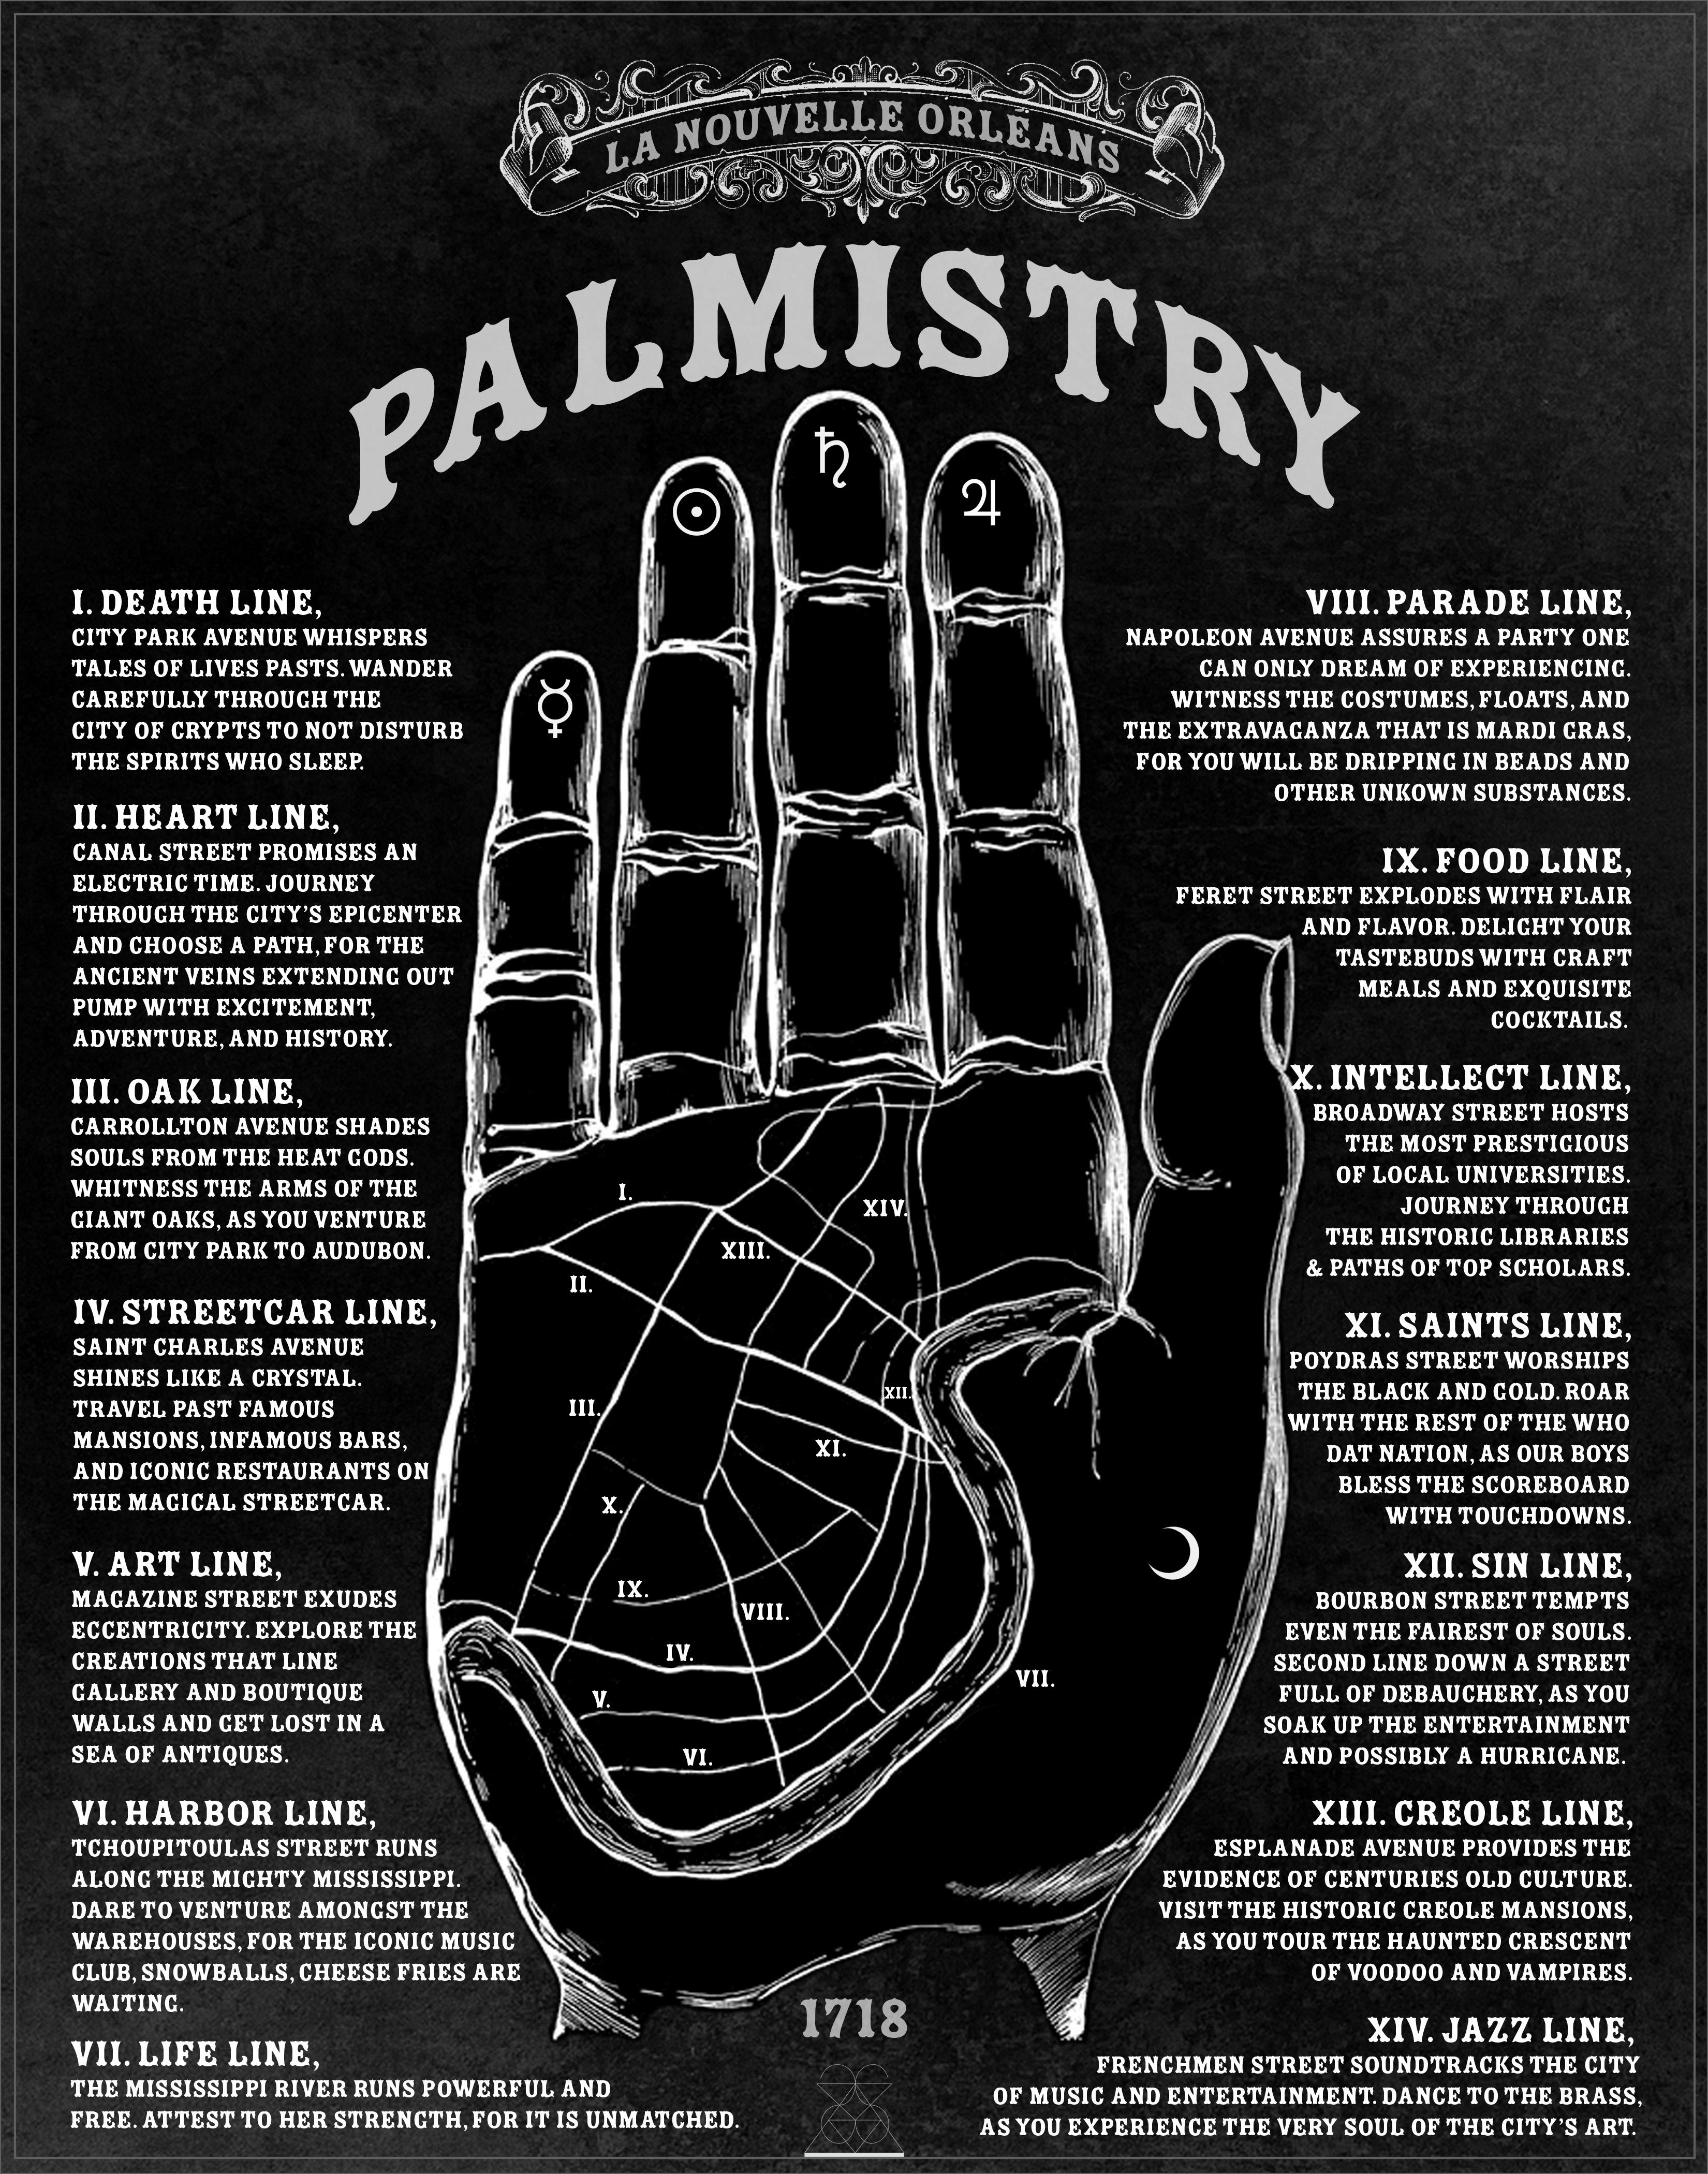 LA NOUVELLE ORLEANS
PALMISTRY
I. DEATH LINE,
CITY PARK AVENUE WHISPERS
TALES OF LIVES PASTS. WANDER
CAREFULLY THROUGH THE
CITY OF CRYPTS TO NOT DISTURB
THE SPIRITS WHO SLEEP.
II. HEART LINE,
CANAL STREET PROMISES AN
ELECTRIC TIME. JOURNEY
THROUGH THE CITY'S EPICENTER
AND CHOOSE A PATH, FOR THE
ANCIENT VEINS EXTENDING OUT
PUMP WITH EXCITEMENT,
ADVENTURE, AND HISTORY.
III. OAK LINE,
CARROLLTON AVENUE SHADES
SOULS FROM THE HEAT GODS.
WHITNESS THE ARMS OF THE
GIANT OAKS, AS YOU VENTURE
FROM CITY PARK TO AUDUBON.
IV. STREETCAR LINE,
SAINT CHARLES AVENUE
SHINES LIKE A CRYSTAL.
TRAVEL PAST FAMOUS
MANSIONS, INFAMOUS BARS,
AND ICONIC RESTAURANTS ON
THE MAGICAL STREETCAR.
V. ART LINE,
MAGAZINE STREET EXUDES
ECCENTRICITY. EXPLORE THE
CREATIONS THAT LINE
GALLERY AND BOUTIQUE
WALLS AND GET LOST IN A
SEA OF ANTIQUES.
VI. HARBOR LINE,
TCHOUPITOULAS STREET RUNS
ALONG THE MIGHTY MISSISSIPPI.
DARE TO VENTURE AMONGST THE
WAREHOUSES, FOR THE ICONIC MUSIC
CLUB, SNOWBALLS, CHEESE FRIES ARE
WAITING.
VII. LIFE LINE,
THE MISSISSIPPI RIVER RUNS POWERFUL AND
FREE. ATTEST TO HER STRENGTH, FOR IT IS UNMATCHED.
I.
XIV.
XIII.
II.
XII.
III.
XI.
X.
IX.
VIII.
IV.
VII.
V.
VI.
1718
VIII. PARADE LINE,
NAPOLEON AVENUE ASSURES A PARTY ONE
CAN ONLY DREAM OF EXPERIENCING.
WITNESS THE COSTUMES, FLOATS, AND
THE EXTRAVAGANZA THAT IS MARDI GRAS,
FOR YOU WILL BE DRIPPING IN BEADS AND
OTHER UNKOWN SUBSTANCES.
IX. FOOD LINE,
FERET STREET EXPLODES WITH FLAIR
AND FLAVOR. DELIGHT YOUR
TASTEBUDS WITH CRAFT
MEALS AND EXQUISITE
COCKTAILS.
X. INTELLECT LINE,
BROADWAY STREET HOSTS
THE MOST PRESTIGIOUS
OF LOCAL UNIVERSITIES.
JOURNEY THROUGH
THE HISTORIC LIBRARIES
& PATHS OF TOP SCHOLARS.
XI. SAINTS LINE,
POYDRAS STREET WORSHIPS
THE BLACK AND GOLD. ROAR
WITH THE REST OF THE WHO
DAT NATION, AS OUR BOYS
BLESS THE SCOREBOARD
WITH TOUCHDOWNS.
XII. SIN LINE,
BOURBON STREET TEMPTS
EVEN THE FAIREST OF SOULS.
SECOND LINE DOWN A STREET
FULL OF DEBAUCHERY, AS YOU
SOAK UP THE ENTERTAINMENT
AND POSSIBLY A HURRICANE.
XIII. CREOLE LINE,
ESPLANADE AVENUE PROVIDES THE
EVIDENCE OF CENTURIES OLD CULTURE.
VISIT THE HISTORIC CREOLE MANSIONS,
AS YOU TOUR THE HAUNTED CRESCENT
OF VOODOO AND VAMPIRES.
XIV. JAZZ LINE,
FRENCHMEN STREET SOUNDTRACKS THE CITY
OF MUSIC AND ENTERTAINMENT. DANCE TO THE BRASS,
AS YOU EXPERIENCE THE VERY SOUL OF THE CITY'S ART.